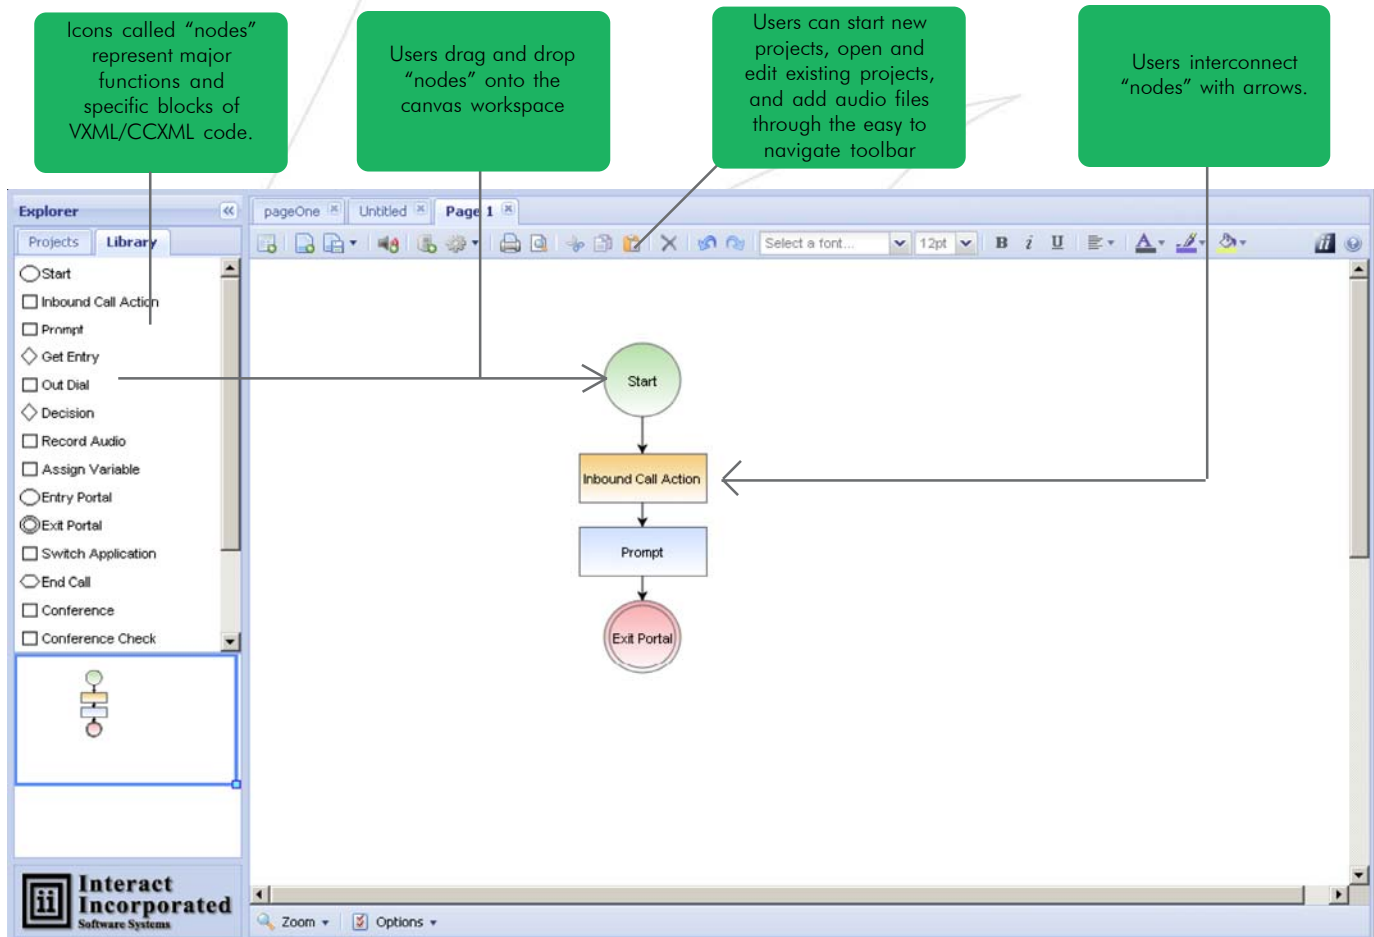 Icons called “nodes”
represent major
functions and
specific blocks of
VXML/CCXML code.
Users drag and drop
“nodes” onto the
canvas workspace
Users can start new
projects, open and
edit existing projects,
and add audio files
through the easy to
navigate toolbar
Users interconnect
“nodes” with arrows.
Explorer
pageOne
Untitled
Page 1
Projects
Library
Select a font...
12pt
B i U
A
ii
Start
Inbound Call Action
Prompt
Get Entry
Out Dial
Decision
Record Audio
Assign Variable
Entry Portal
Exit Portal
Switch Application
End Call
Conference
Conference Check
Start
Inbound Call Action
Prompt
Exit Portal
ii
Interact
Incorporated
Software Systems
Zoom
Options